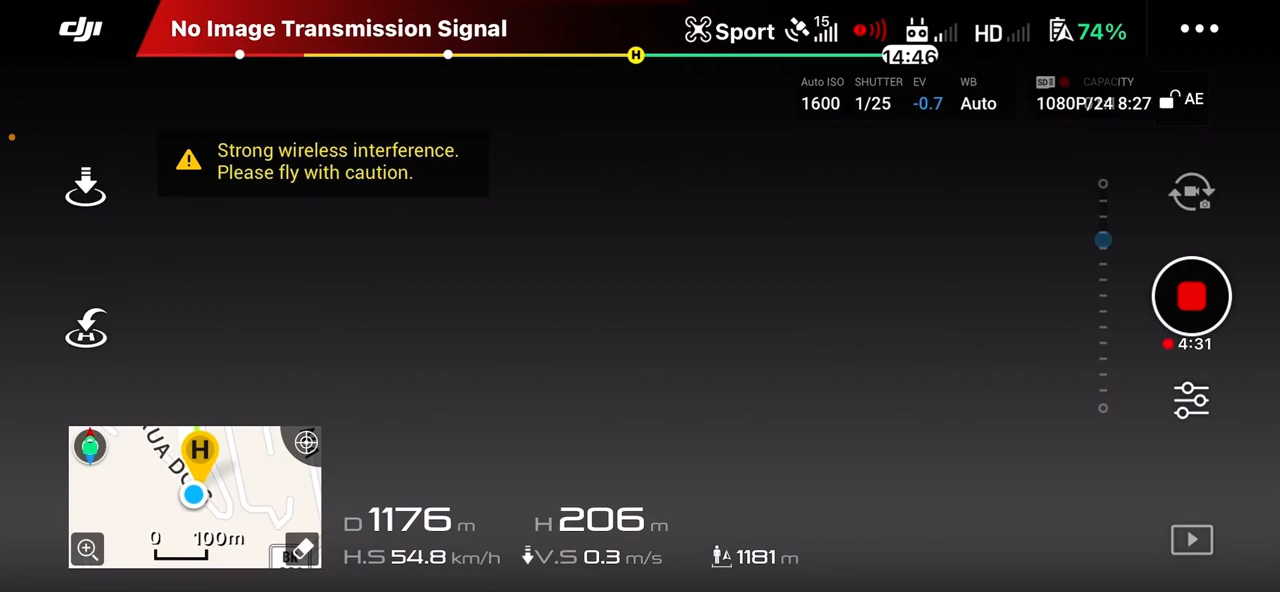 dji
No Image Transmission Signal
Sport
15
HD
74%
H
14:46
Auto ISO
1600
SHUTTER
1/25
EV
-0.7
WB
Auto
SD
CAPACITY
1080P/24 8:27
AE
Strong wireless interference.
Please fly with caution.
H
4:31
H
0 100m
D 1176 m
H 206 m
H.S 54.8 km/h
V.S 0.3 m/s
1181 m